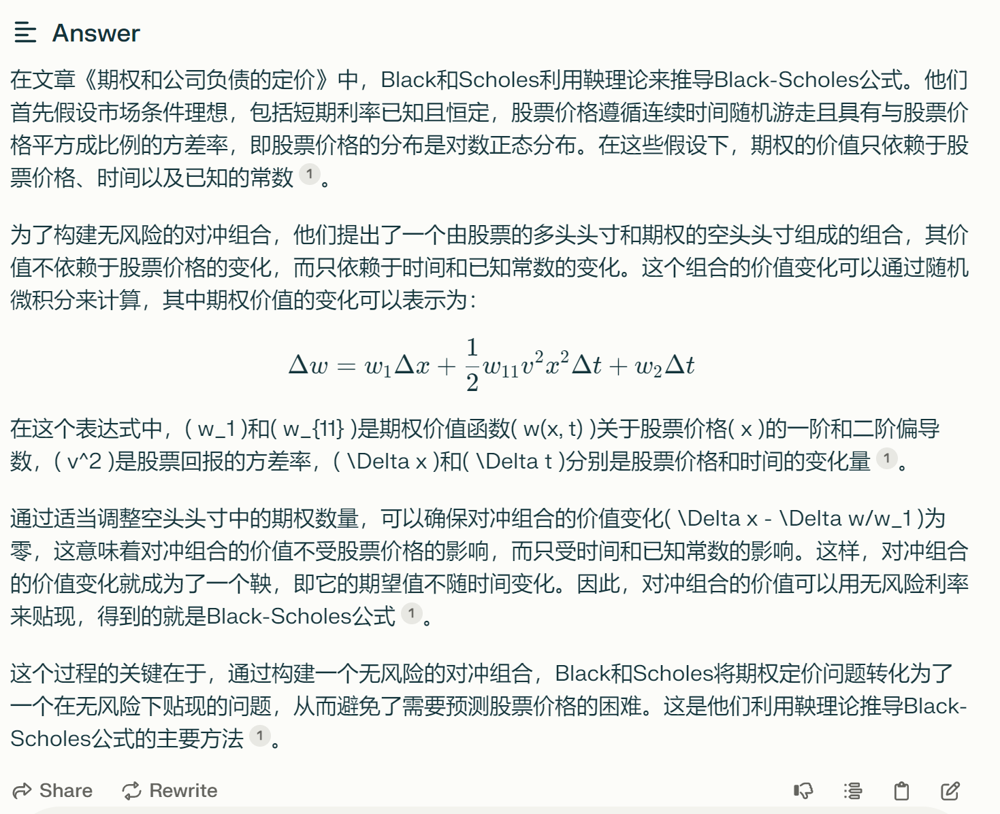 Answer
在文章《期权和公司负债的定价》中，Black和Scholes利用鞅理论来推导Black-Scholes公式。他们
首先假设市场条件理想，包括短期利率已知且恒定，股票价格遵循连续时间随机游走且具有与股票价
格平方成比例的方差率，即股票价格的分布是对数正态分布。在这些假设下，期权的价值只依赖于股
票价格、时间以及已知的常数 1 。
为了构建无风险的对冲组合，他们提出了一个由股票的多头头寸和期权的空头头寸组成的组合，其价
值不依赖于股票价格的变化，而只依赖于时间和已知常数的变化。这个组合的价值变化可以通过随机
微积分来计算，其中期权价值的变化可以表示为：
Δw = w₁Δx + 1/2 w₁₁v²x²Δt + w₂Δt
在这个表达式中，( w_1 )和( w_{11} )是期权价值函数( w(x, t) )关于股票价格( x )的一阶和二阶偏导
数，( v^2 )是股票回报的方差率，( \Delta x )和( \Delta t )分别是股票价格和时间的变化量 1 。
通过适当调整空头头寸中的期权数量，可以确保对冲组合的价值变化( \Delta x - \Delta w/w_1 )为
零，这意味着对冲组合的价值不受股票价格的影响，而只受时间和已知常数的影响。这样，对冲组合
的价值变化就成为了一个鞅，即它的期望值不随时间变化。因此，对冲组合的价值可以用无风险利率
来贴现，得到的就是Black-Scholes公式 1 。
这个过程的关键在于，通过构建一个无风险的对冲组合，Black和Scholes将期权定价问题转化为了
一个在无风险下贴现的问题，从而避免了需要预测股票价格的困难。这是他们利用鞅理论推导Black-
Scholes公式的主要方法 1 。
Share Rewrite